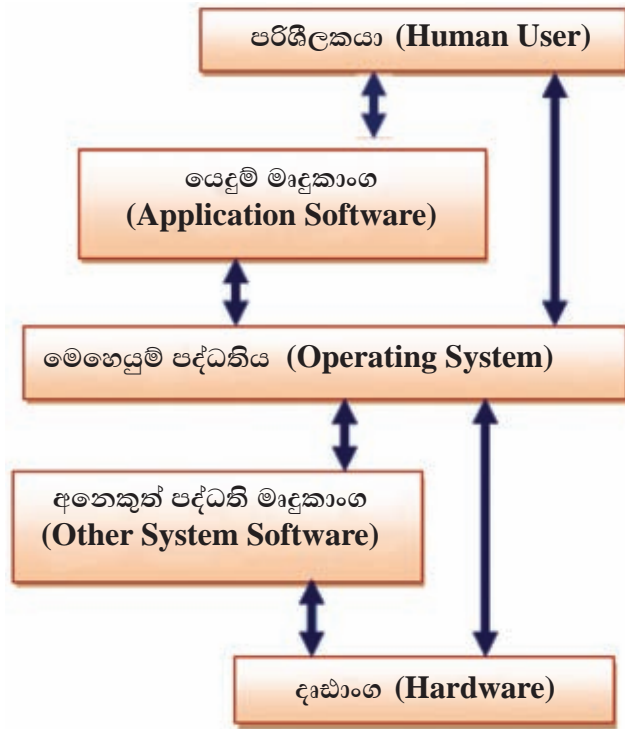 පරිශීලකයා (Human User)
යෙදුම් මෘදුකාංග
(Application Software)
මෙහෙයුම් පද්ධතිය (Operating System)
අනෙකුත් පද්ධති මෘදුකාංග
(Other System Software)
දෘඪාංග (Hardware)